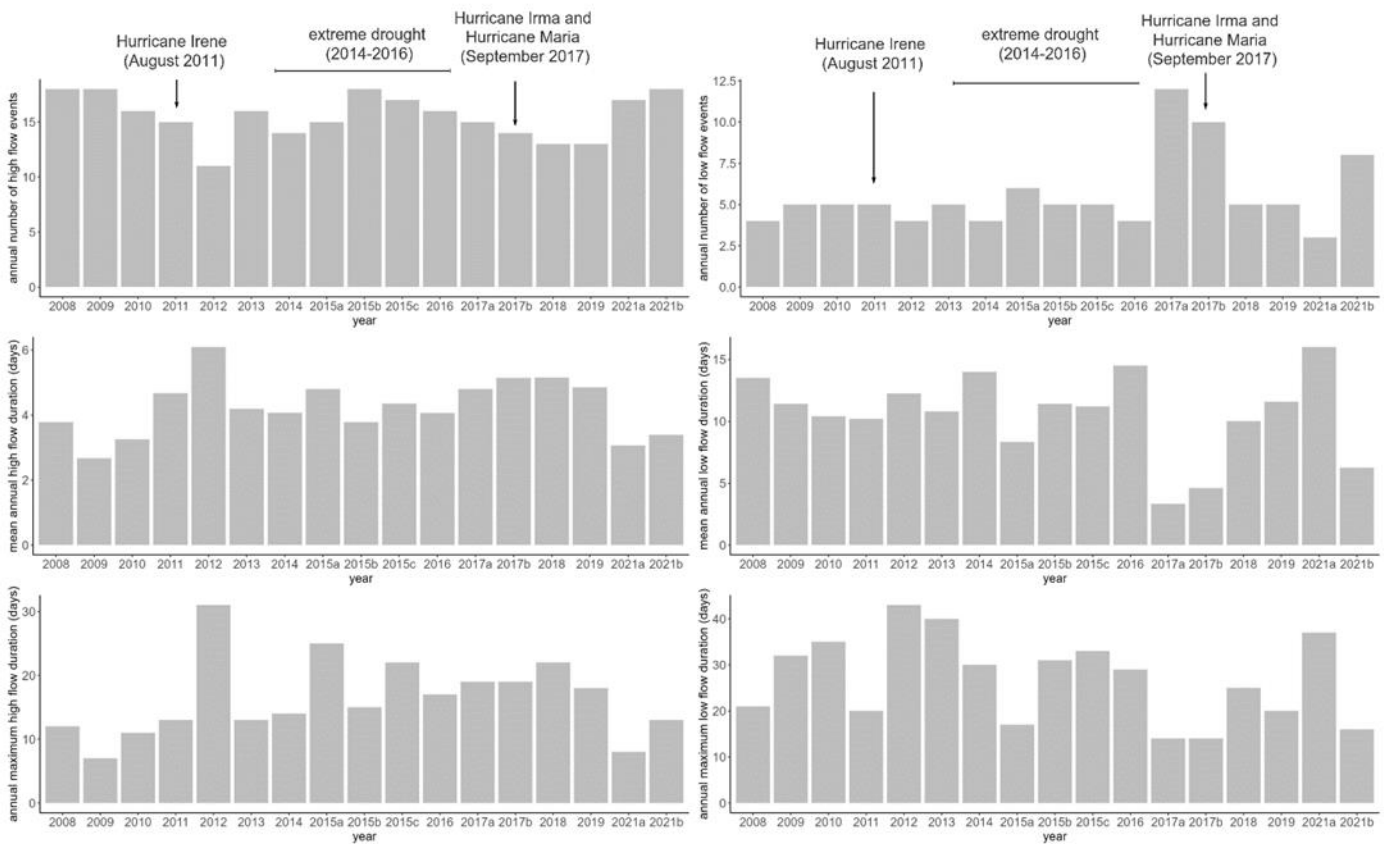 Hurricane Irene
(August 2011)
extreme drought
(2014-2016)
Hurricane Irma and
Hurricane Maria
(September 2017)
annual number of high flow events
15
10
5
0
2008 2009 2010 2011 2012 2013 2014 2015a 2015b 2015c 2016 2017a 2017b 2018 2019 2021a 2021b
year
Hurricane Irene
(August 2011)
extreme drought
(2014-2016)
Hurricane Irma and
Hurricane Maria
(September 2017)
annual number of low flow events
12.5
10.0
7.5
5.0
2.5
0.0
2008 2009 2010 2011 2012 2013 2014 2015a 2015b 2015c 2016 2017a 2017b 2018 2019 2021a 2021b
year
mean annual high flow duration (days)
6
4
2
0
2008 2009 2010 2011 2012 2013 2014 2015a 2015b 2015c 2016 2017a 2017b 2018 2019 2021a 2021b
year
mean annual low flow duration (days)
15
10
5
0
2008 2009 2010 2011 2012 2013 2014 2015a 2015b 2015c 2016 2017a 2017b 2018 2019 2021a 2021b
year
annual maximum high flow duration (days)
30
20
10
0
2008 2009 2010 2011 2012 2013 2014 2015a 2015b 2015c 2016 2017a 2017b 2018 2019 2021a 2021b
year
annual maximum low flow duration (days)
40
30
20
10
0
2008 2009 2010 2011 2012 2013 2014 2015a 2015b 2015c 2016 2017a 2017b 2018 2019 2021a 2021b
year